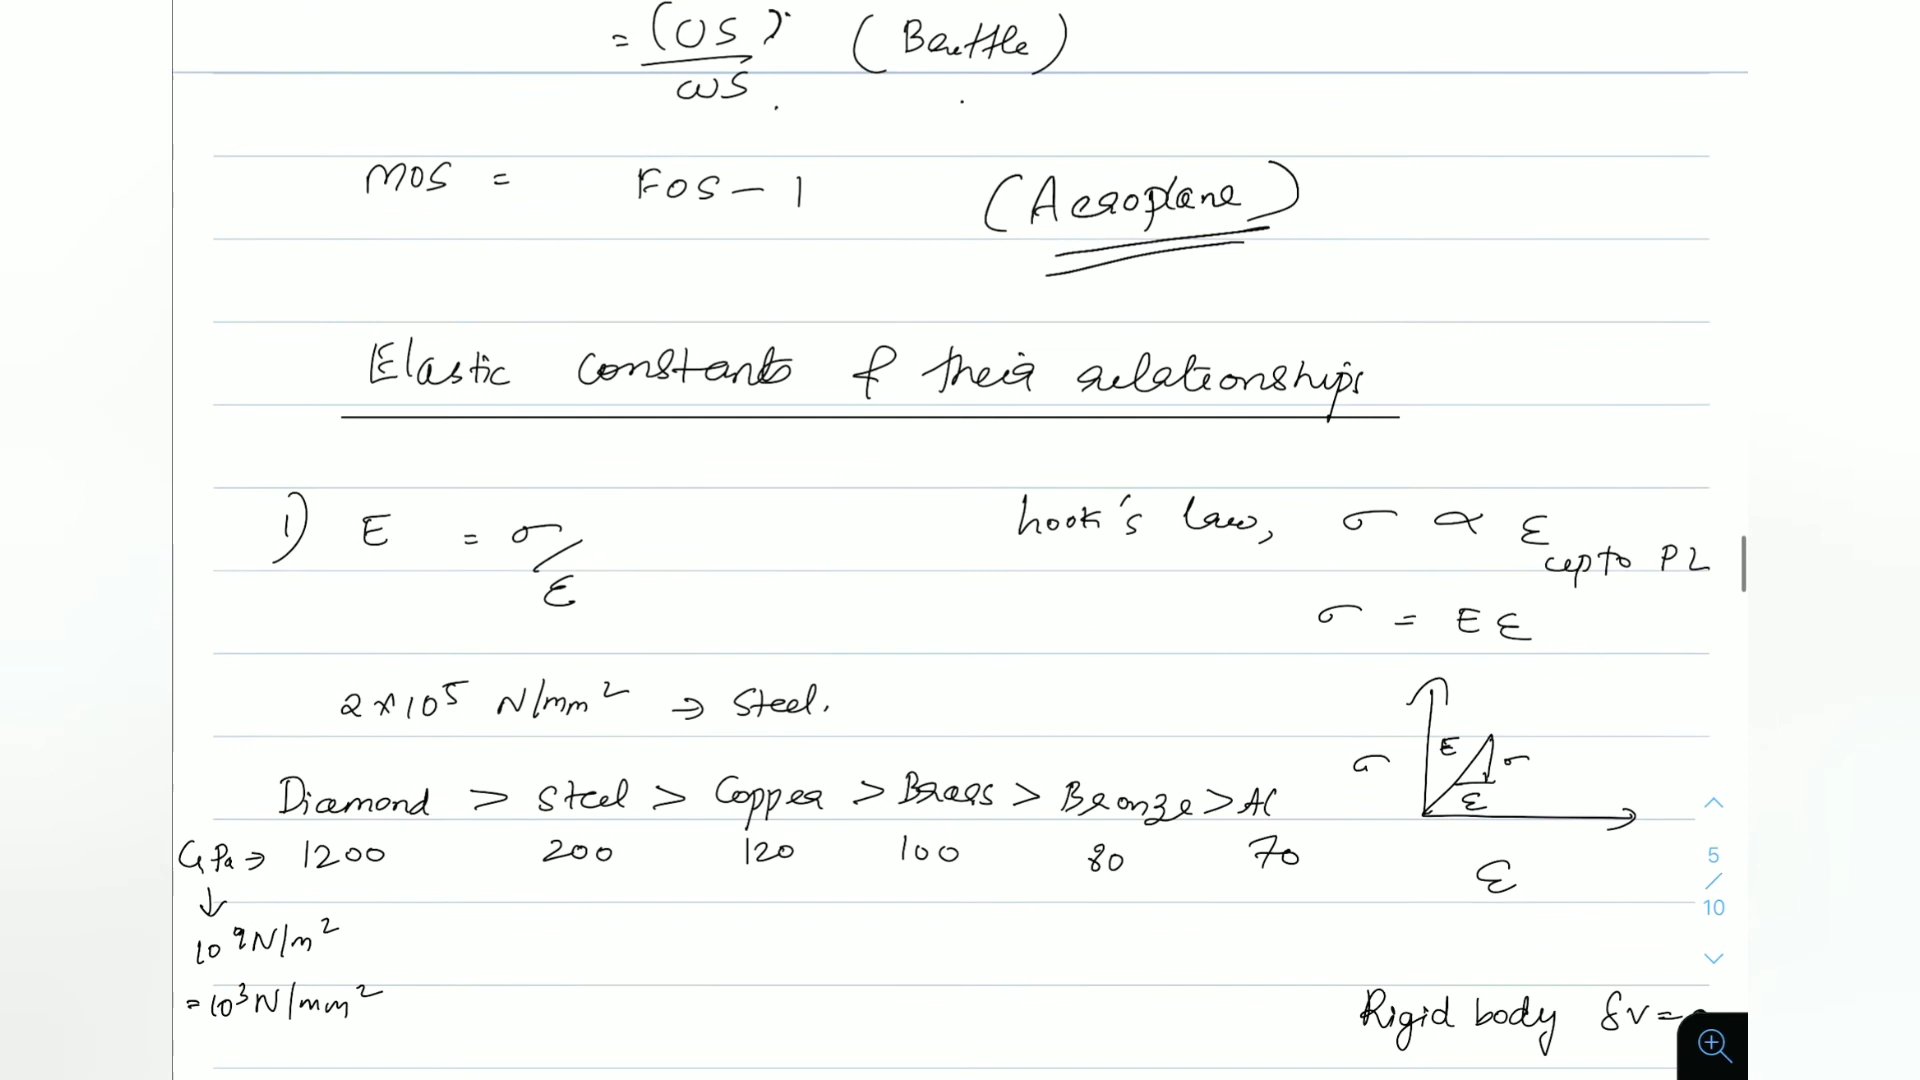 = (US) (Brittle)
WS
MOS = FOS - 1 (Aeroplane)
Elastic constants & their relationships
1) E = σ/ε hook's law, σ ∝ ε upto PL
σ = Eε
2×10⁵ N/mm² ⇒ Steel.
E σ
σ ε
Diamond > Steel > Copper > Brass > Bronze > Al
GPa ⇒ 1200 200 120 100 80 70
ε
5
/
10
↓
10⁹ N/m²
= 10³ N/mm²
Rigid body δV =